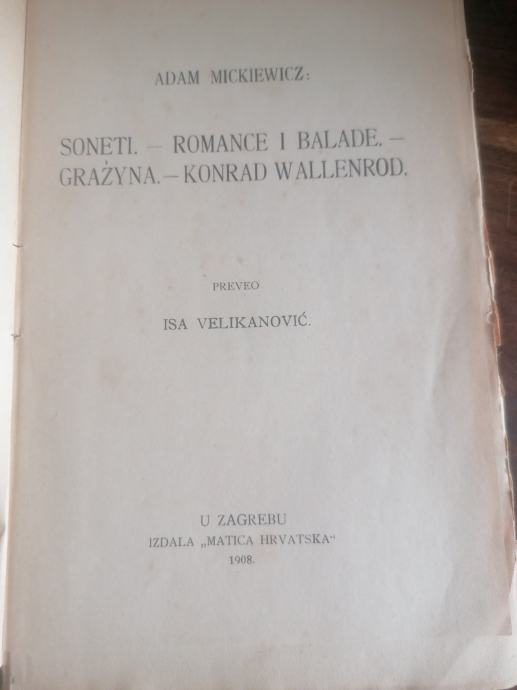 ADAM MICKIEWICZ:
SONETI. — ROMANCE I BALADE. —
GRAŻYNA. — KONRAD WALLENROD.
PREVEO
ISA VELIKANOVIĆ.
U ZAGREBU
IZDALA „MATICA HRVATSKA“
1908.